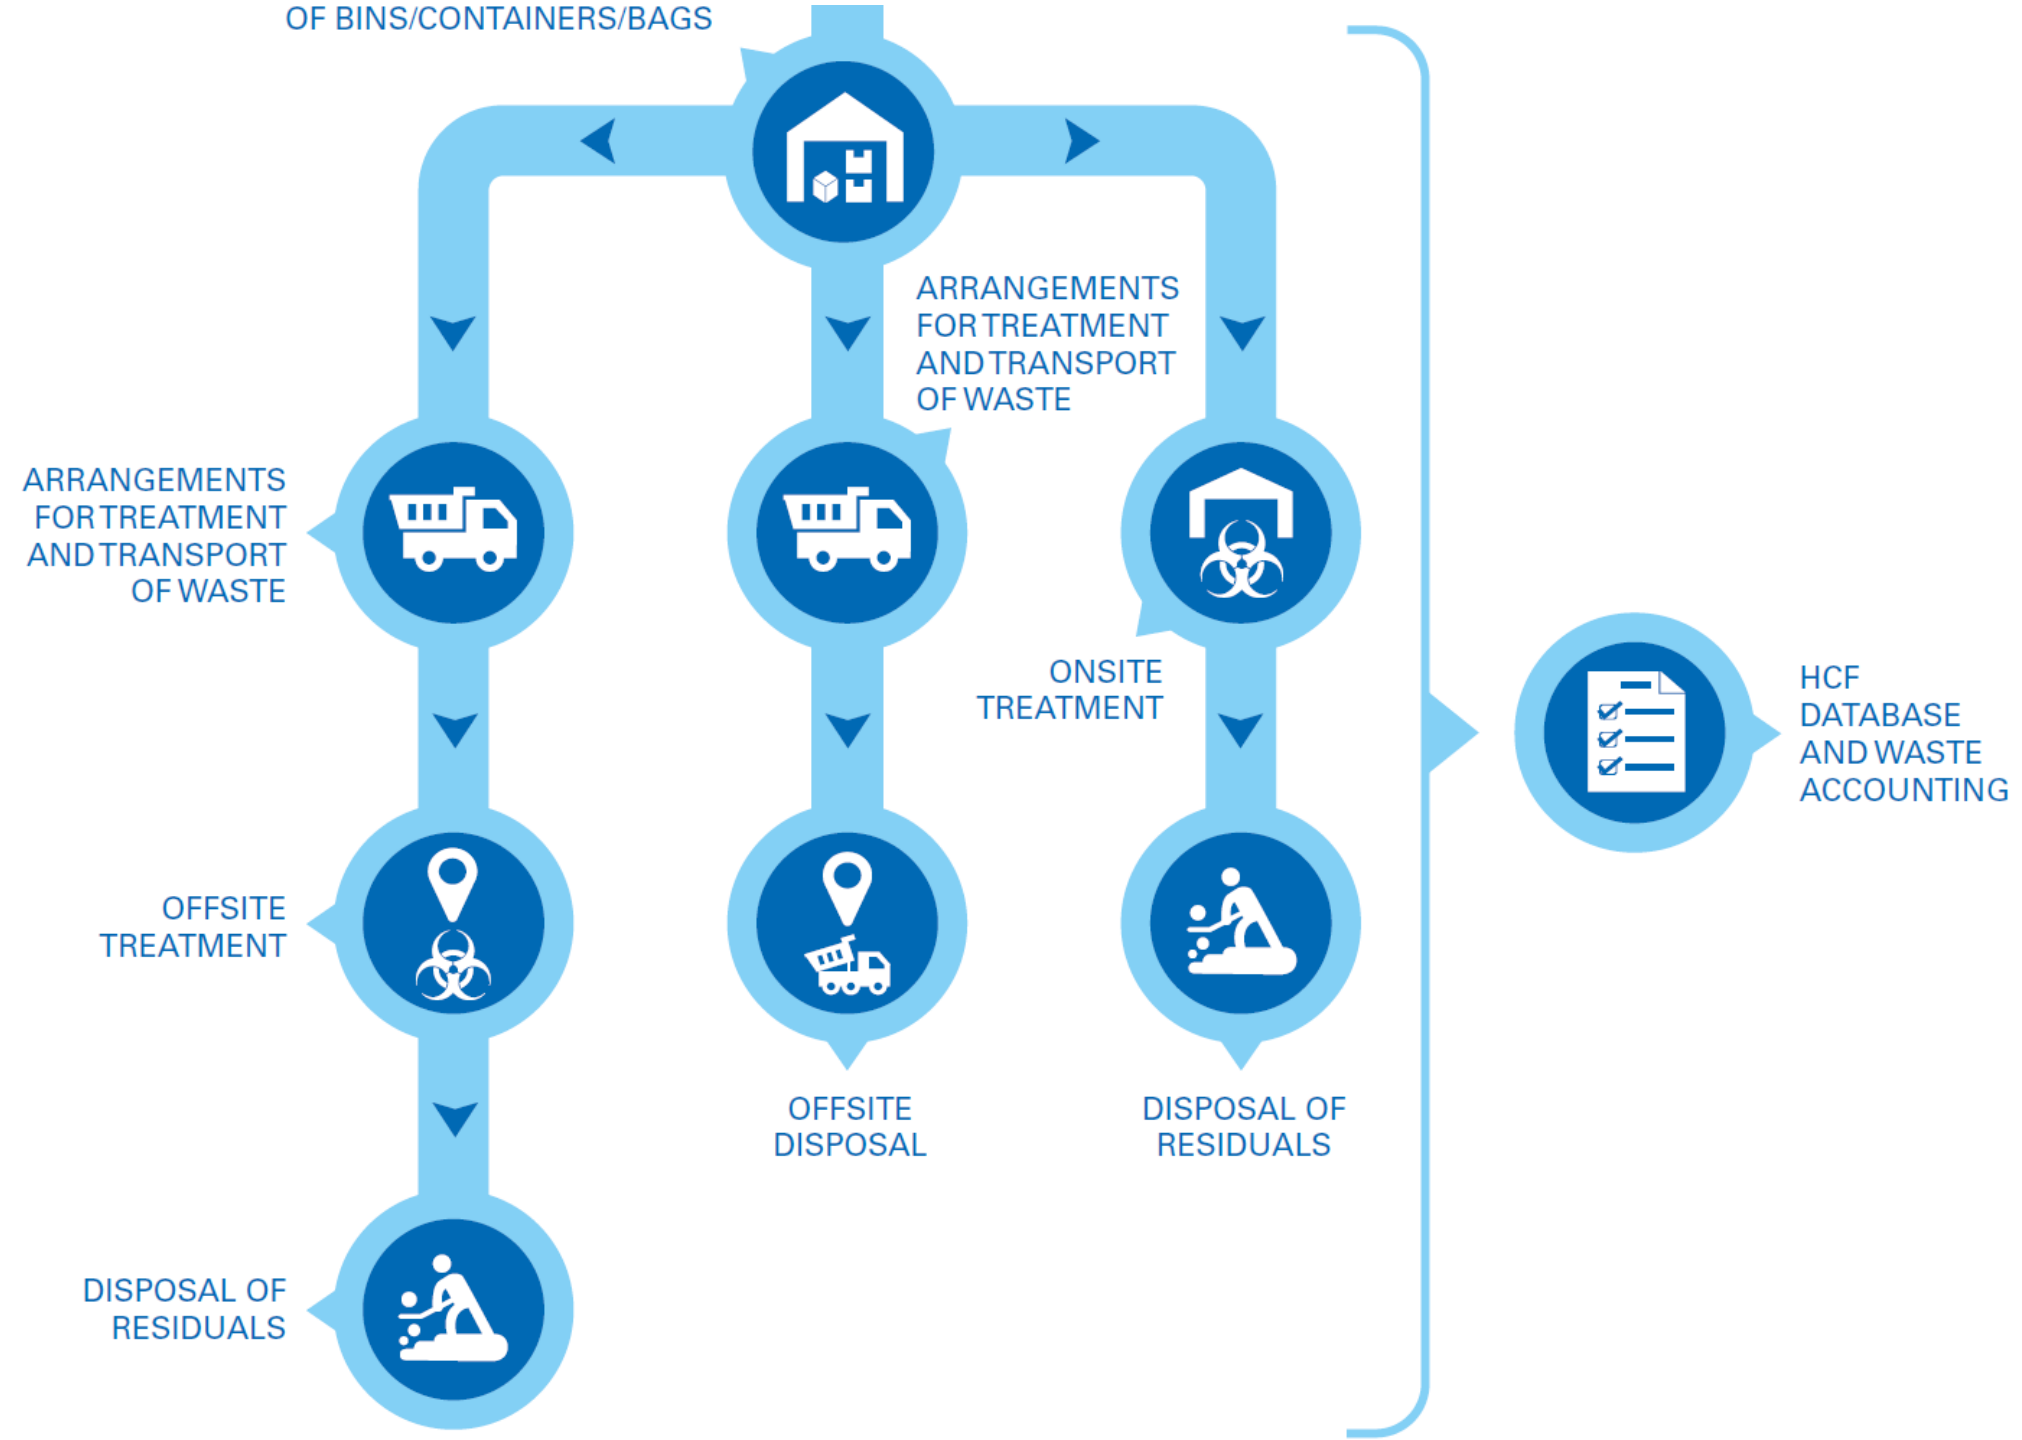 OF BINS/CONTAINERS/BAGS
ARRANGEMENTS
FOR TREATMENT
AND TRANSPORT
OF WASTE
ARRANGEMENTS
FOR TREATMENT
AND TRANSPORT
OF WASTE
ONSITE
TREATMENT
HCF
DATABASE
AND WASTE
ACCOUNTING
OFFSITE
TREATMENT
OFFSITE
DISPOSAL
DISPOSAL OF
RESIDUALS
DISPOSAL OF
RESIDUALS